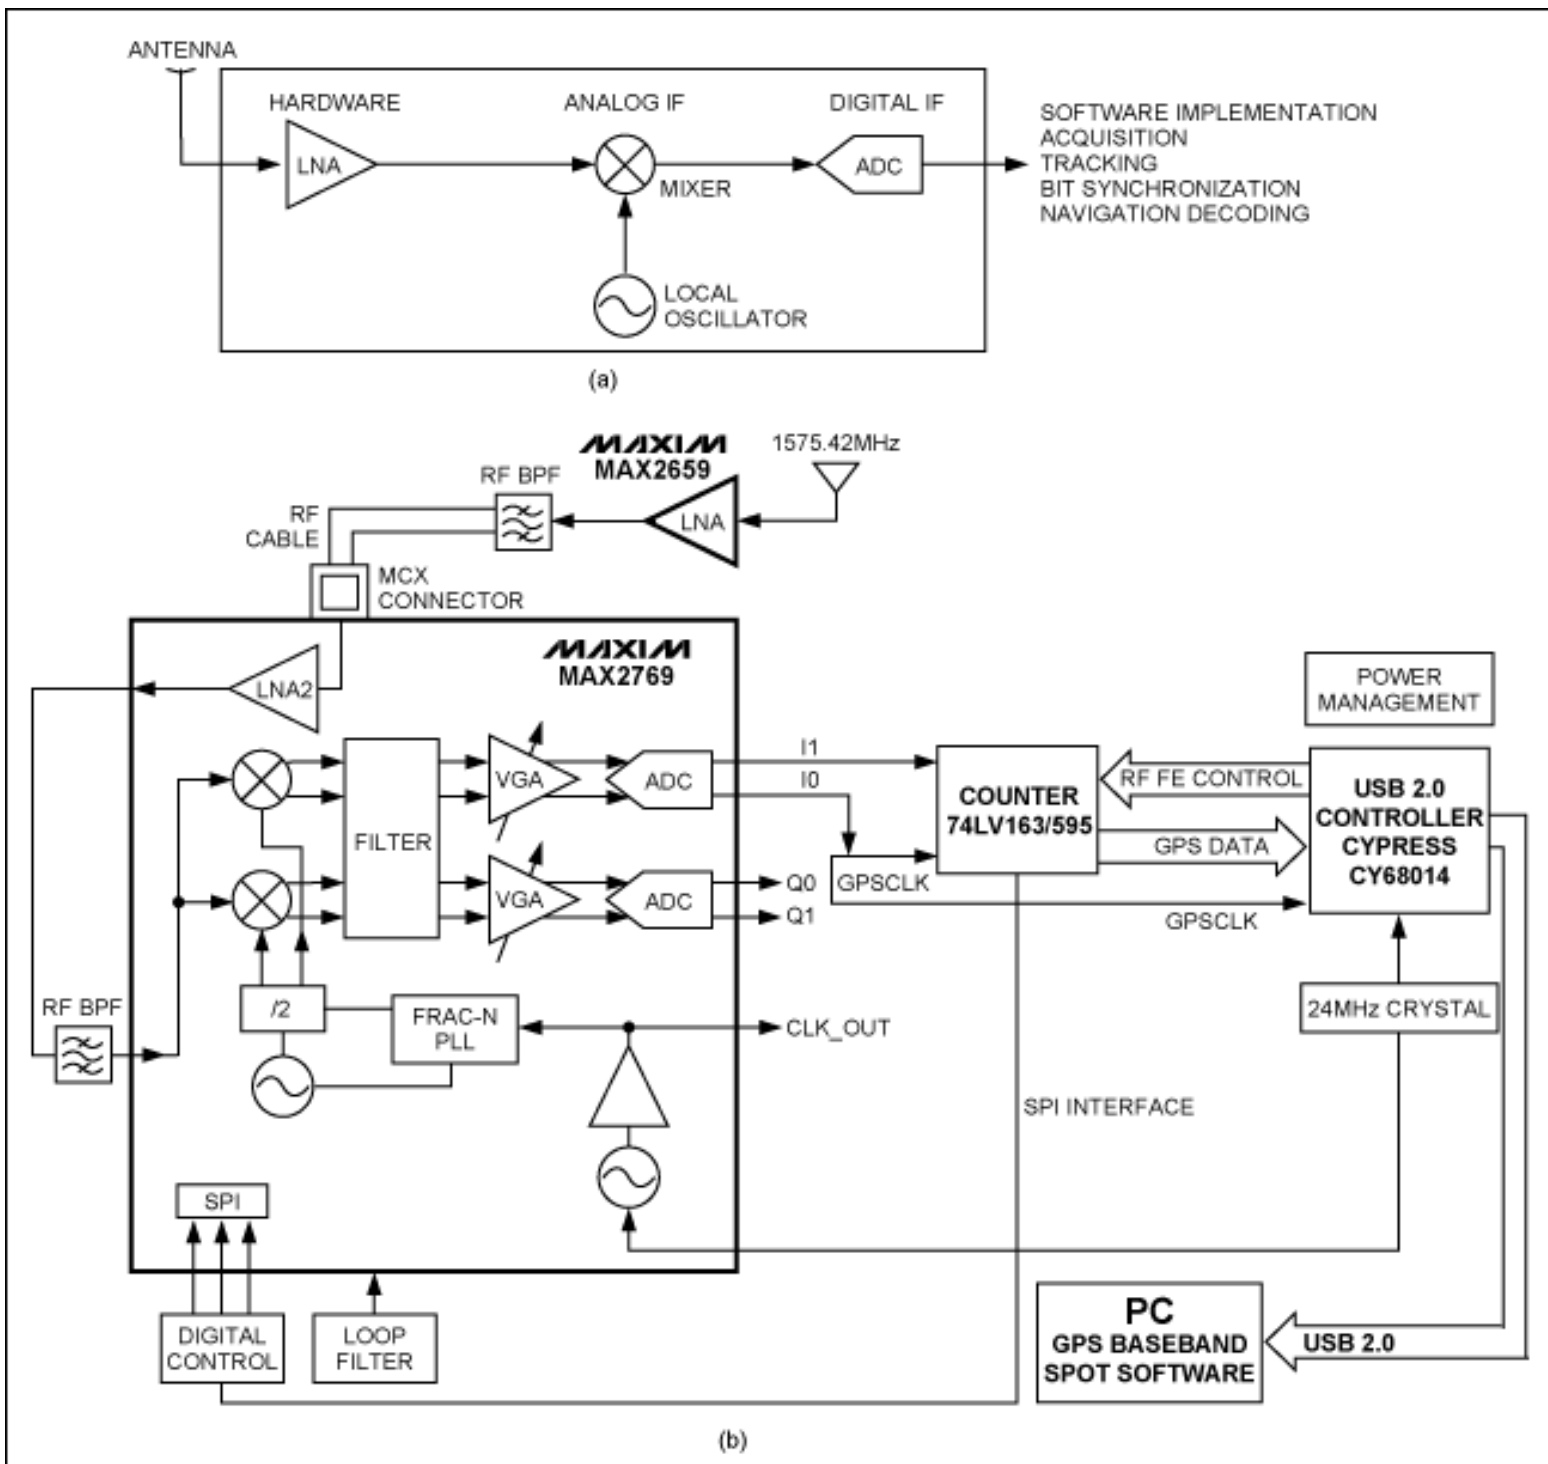 ANTENNA
HARDWARE
ANALOG IF
DIGITAL IF
LNA
MIXER
ADC
SOFTWARE IMPLEMENTATION
ACQUISITION
TRACKING
BIT SYNCHRONIZATION
NAVIGATION DECODING
LOCAL
OSCILLATOR
(a)
MAXIM
MAX2659
1575.42MHz
RF BPF
LNA
RF
CABLE
MCX
CONNECTOR
MAXIM
MAX2769
LNA2
POWER
MANAGEMENT
I1
I0
VGA
ADC
FILTER
COUNTER
74LV163/595
RF FE CONTROL
GPS DATA
USB 2.0
CONTROLLER
CYPRESS
CY68014
VGA
ADC
Q0
Q1
GPSCLK
GPSCLK
RF BPF
/2
FRAC-N
PLL
CLK_OUT
24MHz CRYSTAL
SPI INTERFACE
SPI
DIGITAL
CONTROL
LOOP
FILTER
PC
GPS BASEBAND
SPOT SOFTWARE
USB 2.0
(b)